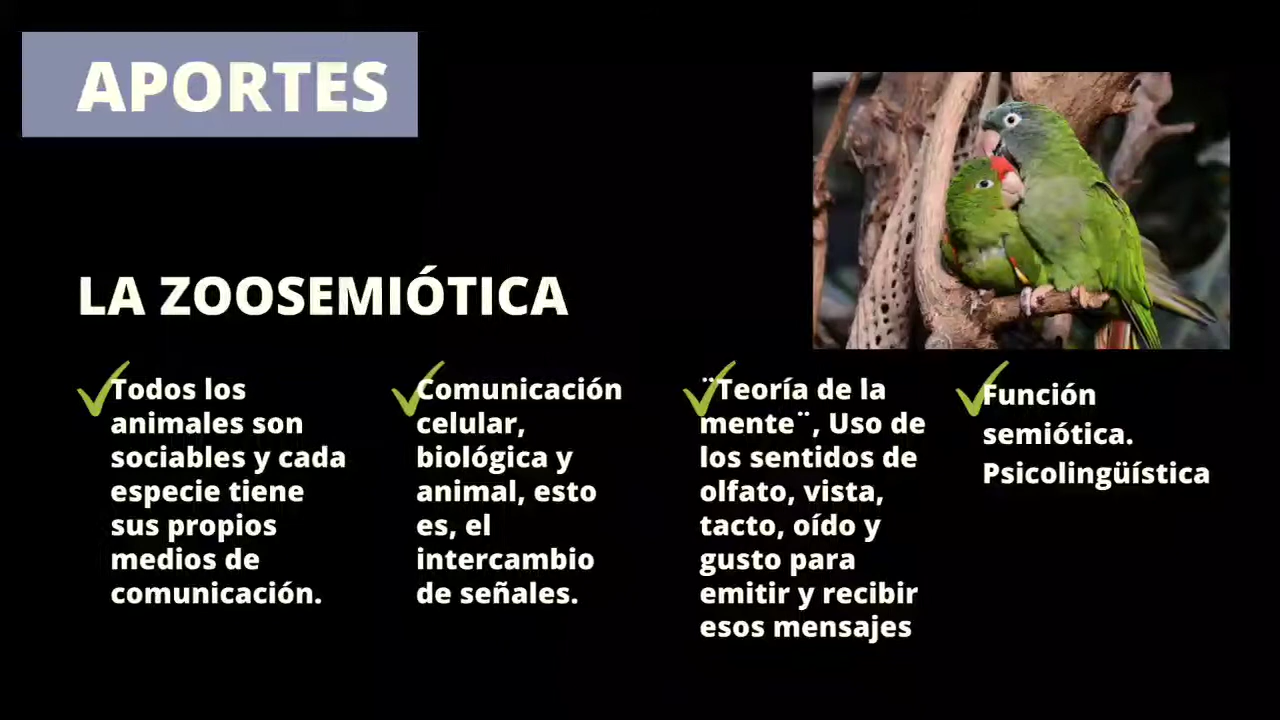 APORTES
LA ZOOSEMIÓTICA
Todos los
animales son
sociables y cada
especie tiene
sus propios
medios de
comunicación.
Comunicación
celular,
biológica y
animal, esto
es, el
intercambio
de señales.
¨Teoría de la
mente¨, Uso de
los sentidos de
olfato, vista,
tacto, oído y
gusto para
emitir y recibir
esos mensajes
Función
semiótica.
Psicolingüística